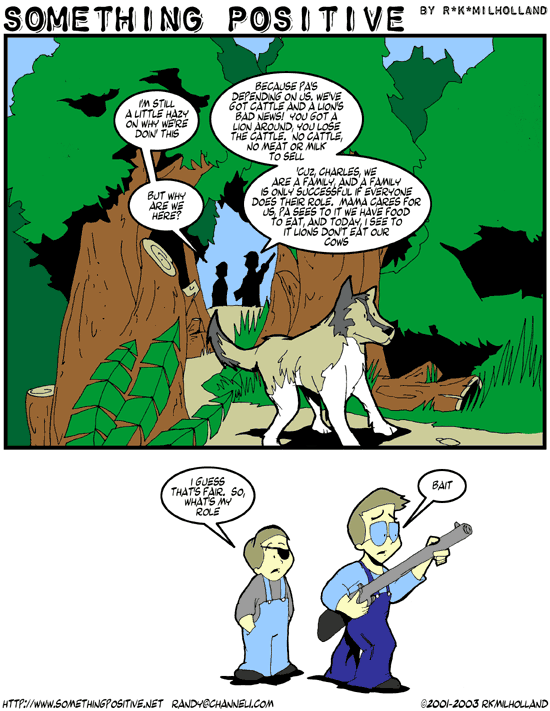 SOMETHING POSITIVE BY R*K*MILHOLLAND
I'M STILL
A LITTLE HAZY
ON WHY WE'RE
DOIN' THIS
BECAUSE PA'S
DEPENDING ON US, WE'VE
GOT CATTLE AND A LION'S
BAD NEWS! YOU GOT A
LION AROUND, YOU LOSE
THE CATTLE. NO CATTLE,
NO MEAT OR MILK
TO SELL
BUT WHY
ARE WE
HERE?
'CUZ, CHARLES, WE
ARE A FAMILY, AND A FAMILY
IS ONLY SUCCESSFUL IF EVERYONE
DOES THEIR ROLE. MAMA CARES FOR
US, PA SEES TO IT WE HAVE FOOD
TO EAT, AND TODAY, I SEE TO
IT LIONS DON'T EAT OUR
COWS
I GUESS
THAT'S FAIR. SO,
WHAT'S MY
ROLE
BAIT
HTTP://WWW.SOMETHINGPOSITIVE.NET RANDY@CHANNEL1.COM ©2001-2003 RKMILHOLLAND